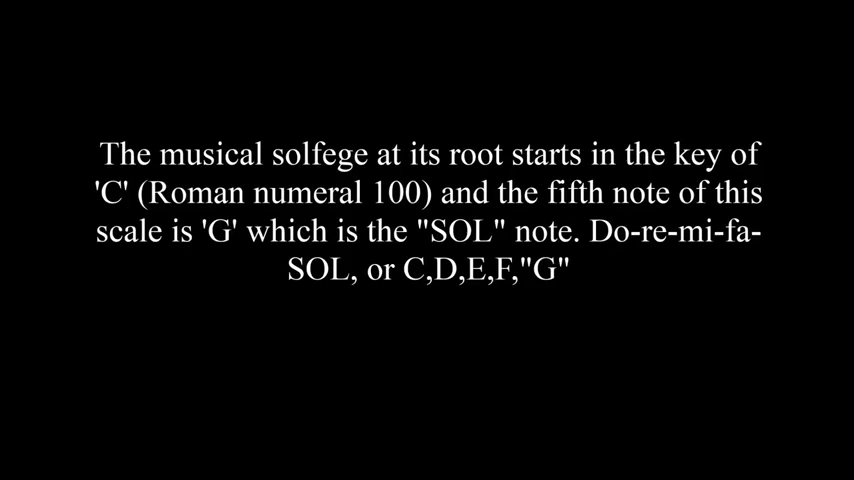 The musical solfege at its root starts in the key of
'C' (Roman numeral 100) and the fifth note of this
scale is 'G' which is the "SOL" note. Do-re-mi-fa-
SOL, or C,D,E,F,"G"